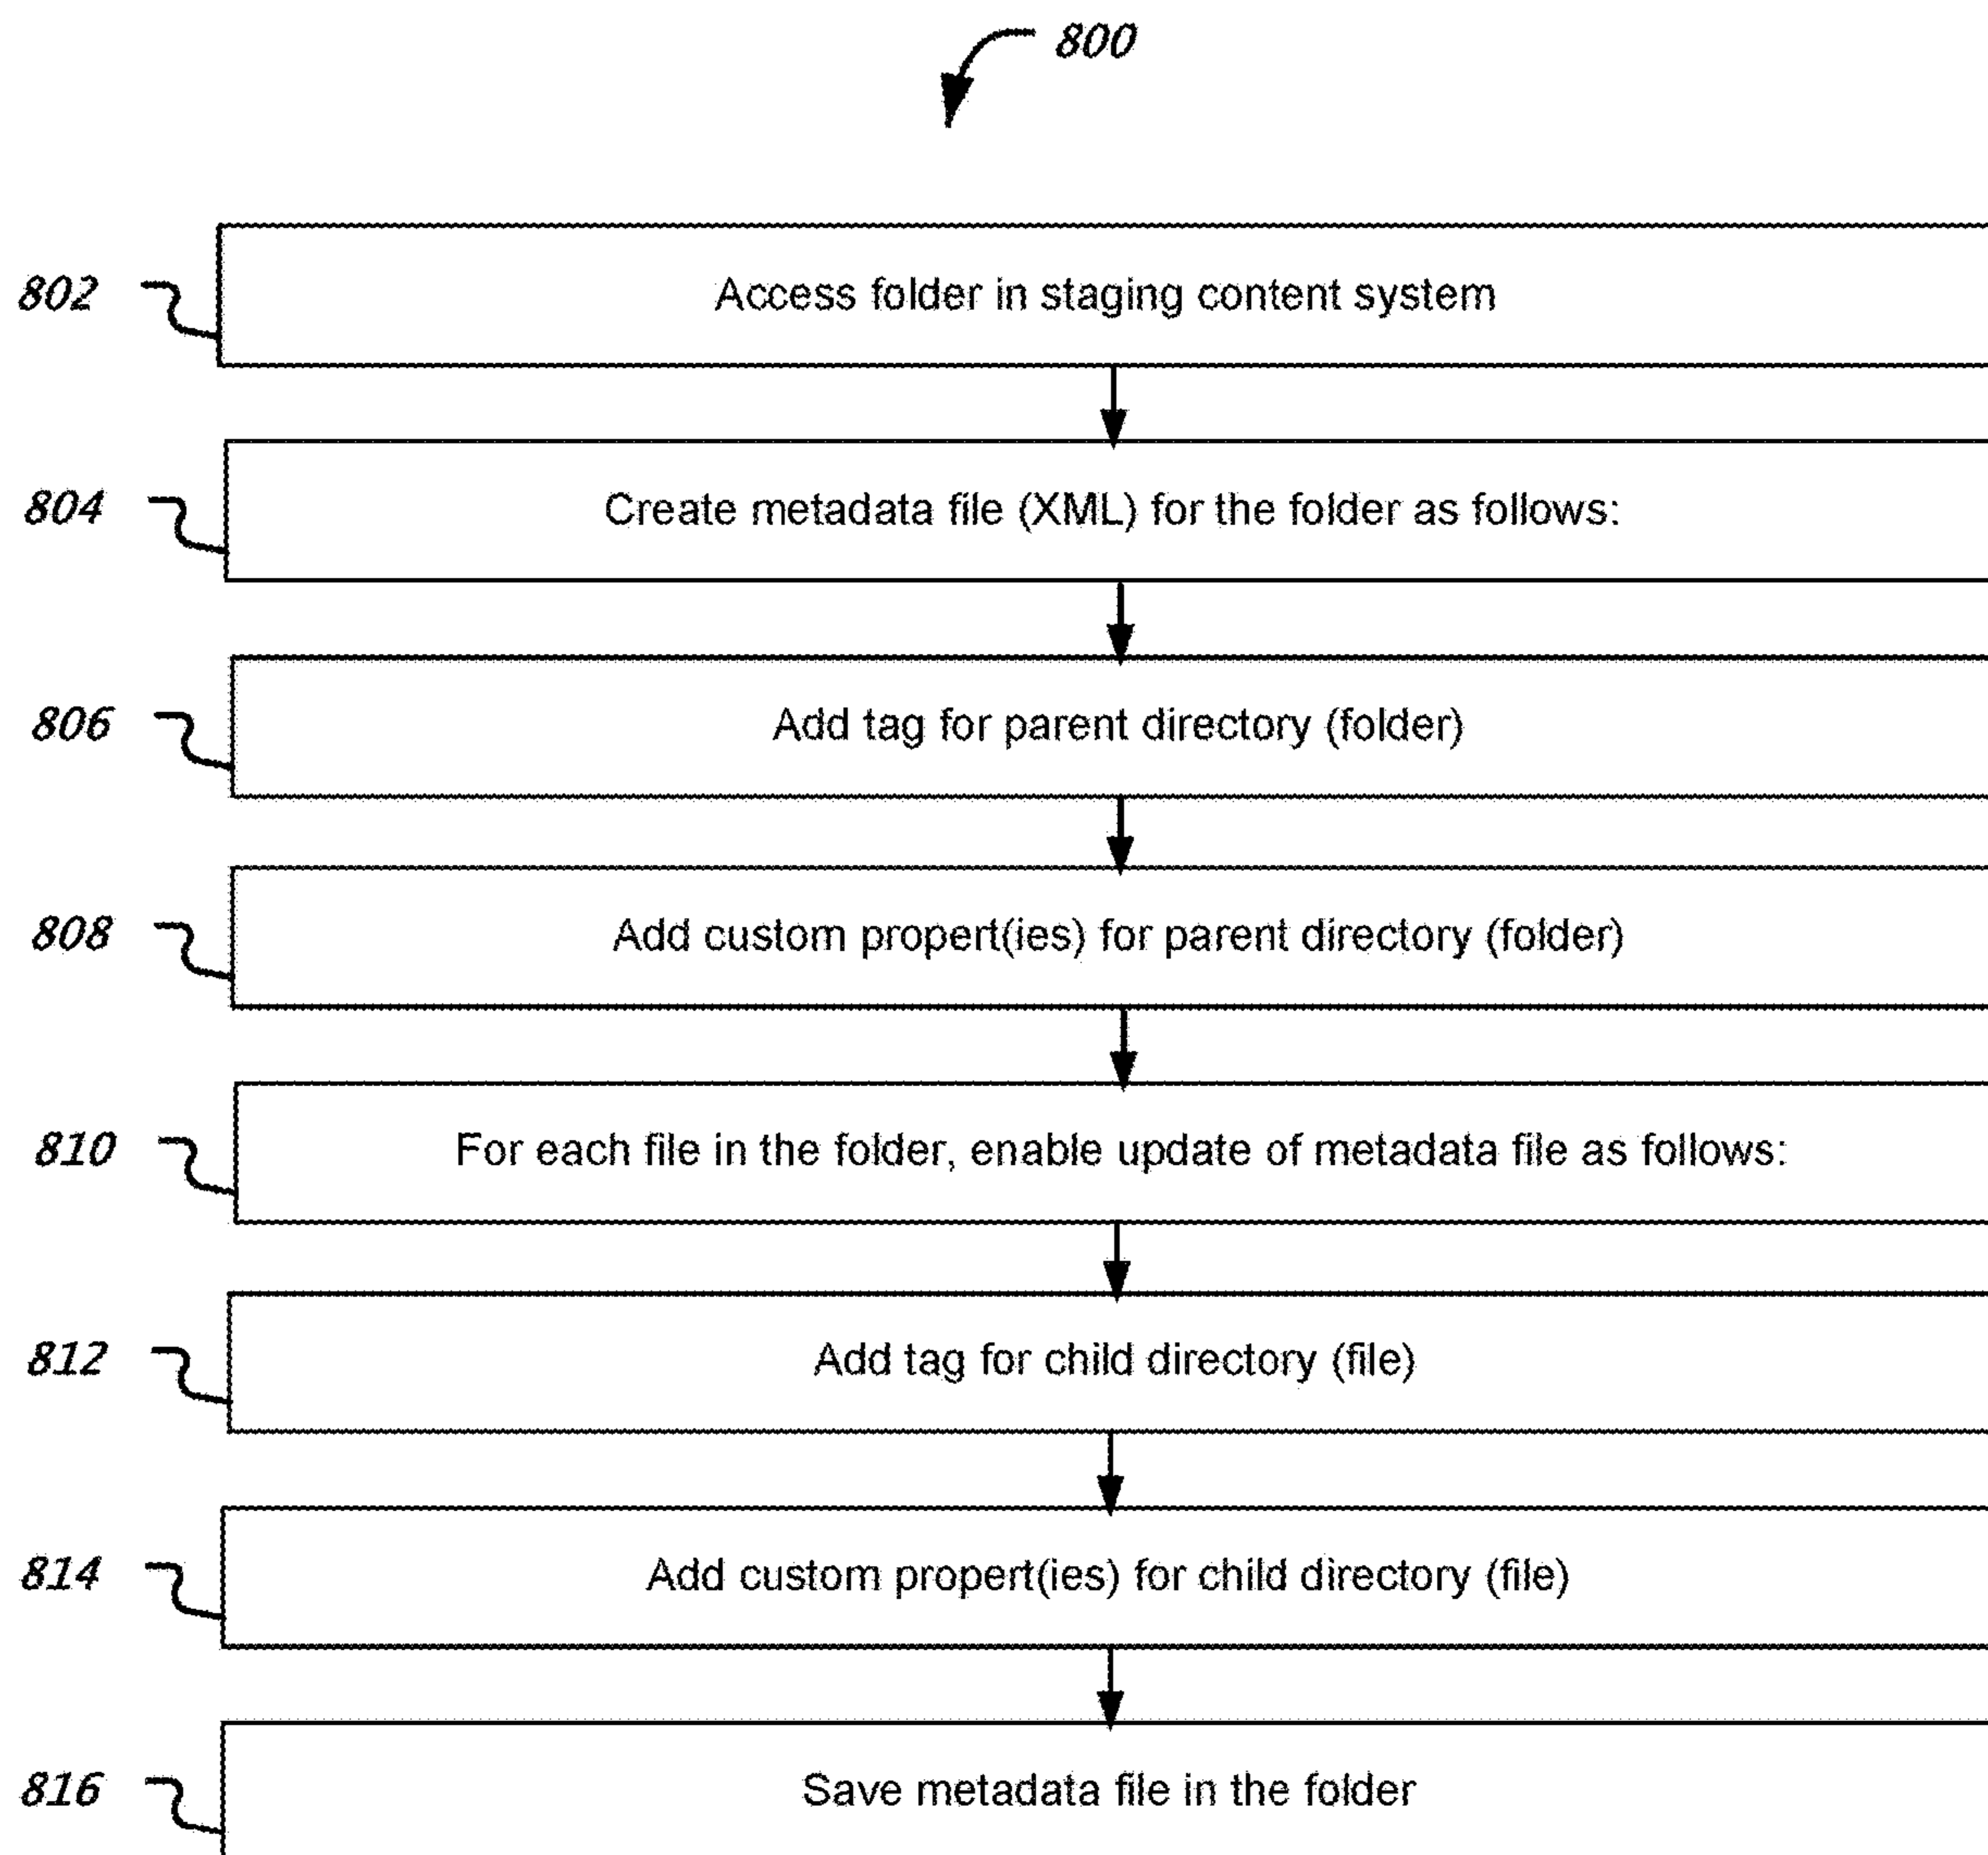 800
802
Access folder in staging content system
804
Create metadata file (XML) for the folder as follows:
806
Add tag for parent directory (folder)
808
Add custom propert(ies) for parent directory (folder)
810
For each file in the folder, enable update of metadata file as follows:
812
Add tag for child directory (file)
814
Add custom propert(ies) for child directory (file)
816
Save metadata file in the folder